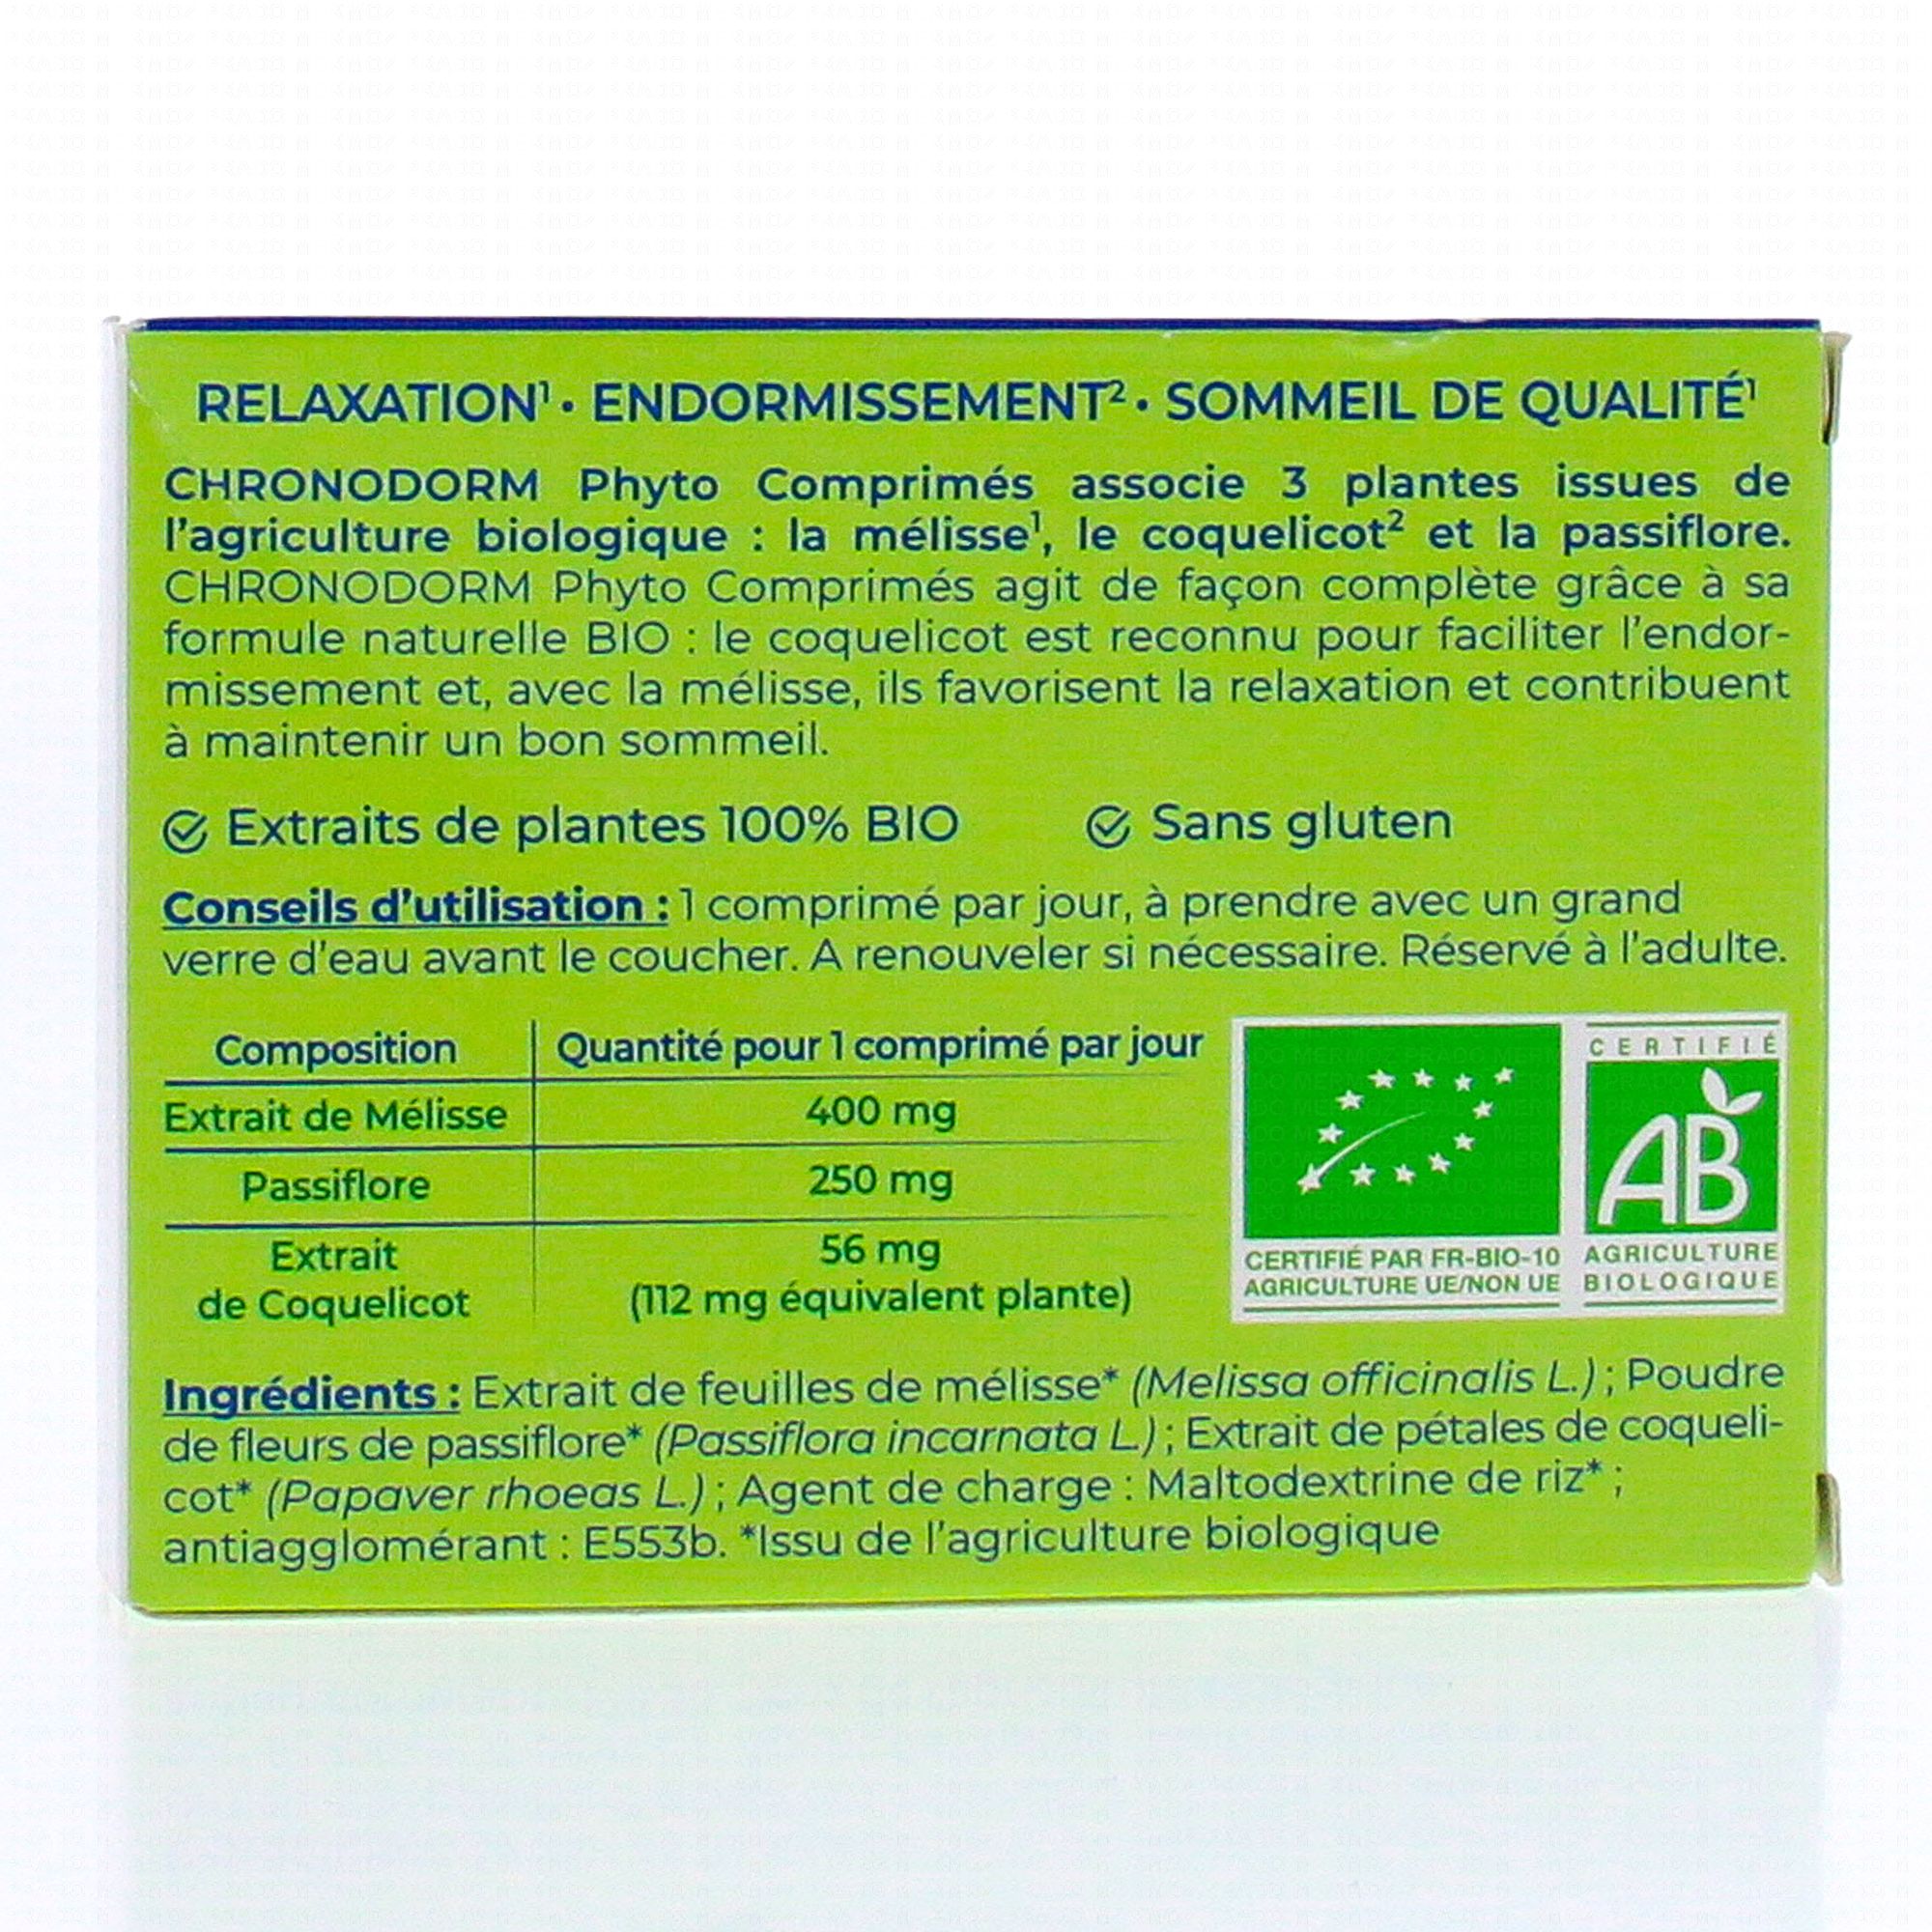 RELAXATION¹ • ENDORMISSEMENT² • SOMMEIL DE QUALITÉ¹
CHRONODORM Phyto Comprimés associe 3 plantes issues de
l'agriculture biologique : la mélisse¹, le coquelicot² et la passiflore.
CHRONODORM Phyto Comprimés agit de façon complète grâce à sa
formule naturelle BIO : le coquelicot est reconnu pour faciliter l'endor-
missement et, avec la mélisse, ils favorisent la relaxation et contribuent
à maintenir un bon sommeil.
Extraits de plantes 100% BIO Sans gluten
Conseils d'utilisation : 1 comprimé par jour, à prendre avec un grand
verre d'eau avant le coucher. A renouveler si nécessaire. Réservé à l'adulte.
Composition Quantité pour 1 comprimé par jour
Extrait de Mélisse 400 mg
Passiflore 250 mg
Extrait 56 mg
de Coquelicot (112 mg équivalent plante)
CERTIFIÉ
AB
CERTIFIÉ PAR FR-BIO-10 AGRICULTURE
AGRICULTURE UE/NON UE BIOLOGIQUE
Ingrédients : Extrait de feuilles de mélisse* (Melissa officinalis L.) ; Poudre
de fleurs de passiflore* (Passiflora incarnata L.) ; Extrait de pétales de coqueli-
cot* (Papaver rhoeas L.) ; Agent de charge : Maltodextrine de riz* ;
antiagglomérant : E553b. *Issu de l'agriculture biologique